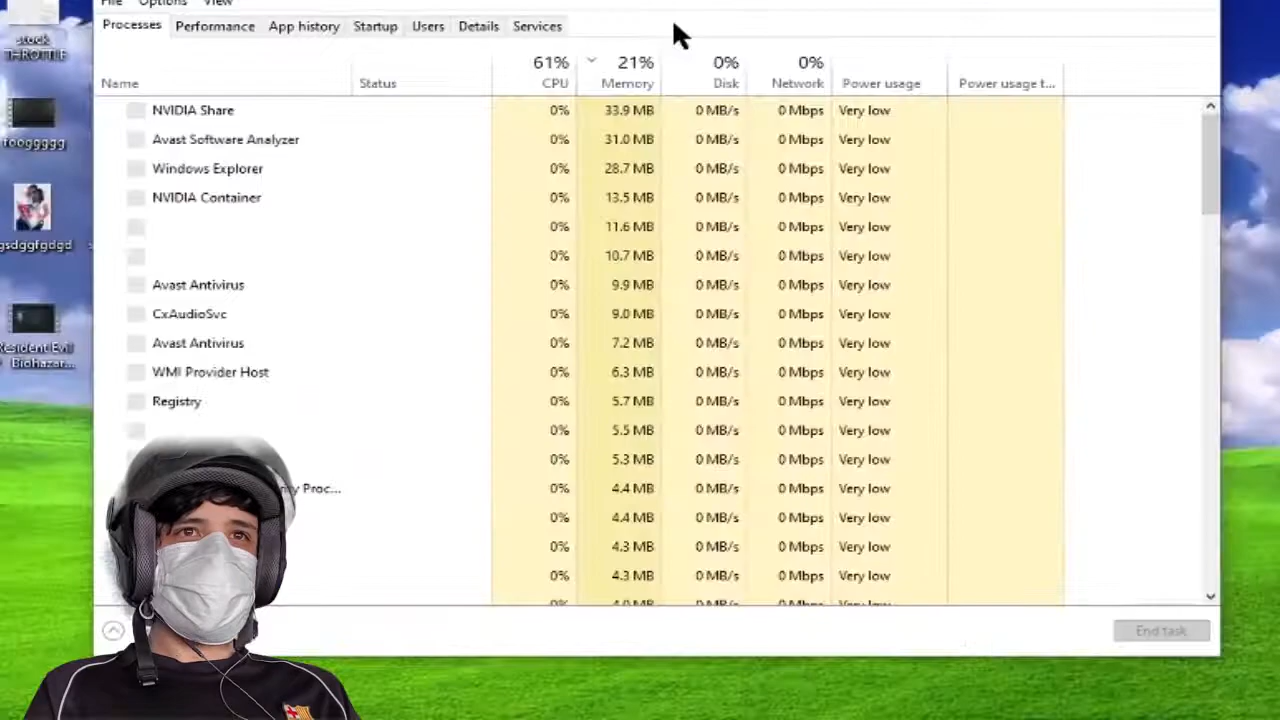 File Options View
Processes Performance App history Startup Users Details Services
61% 21% 0% 0%
Name Status CPU Memory Disk Network Power usage Power usage t...
NVIDIA Share 0% 33.9 MB 0 MB/s 0 Mbps Very low
Avast Software Analyzer 0% 31.0 MB 0 MB/s 0 Mbps Very low
Windows Explorer 0% 28.7 MB 0 MB/s 0 Mbps Very low
NVIDIA Container 0% 13.5 MB 0 MB/s 0 Mbps Very low
0% 11.6 MB 0 MB/s 0 Mbps Very low
0% 10.7 MB 0 MB/s 0 Mbps Very low
Avast Antivirus 0% 9.9 MB 0 MB/s 0 Mbps Very low
CxAudioSvc 0% 9.0 MB 0 MB/s 0 Mbps Very low
Avast Antivirus 0% 7.2 MB 0 MB/s 0 Mbps Very low
WMI Provider Host 0% 6.3 MB 0 MB/s 0 Mbps Very low
Registry 0% 5.7 MB 0 MB/s 0 Mbps Very low
0% 5.5 MB 0 MB/s 0 Mbps Very low
0% 5.3 MB 0 MB/s 0 Mbps Very low
Proc... 0% 4.4 MB 0 MB/s 0 Mbps Very low
0% 4.4 MB 0 MB/s 0 Mbps Very low
0% 4.3 MB 0 MB/s 0 Mbps Very low
0% 4.3 MB 0 MB/s 0 Mbps Very low
End task
stock
THROTTLE
Resident Evil
Biohazar...